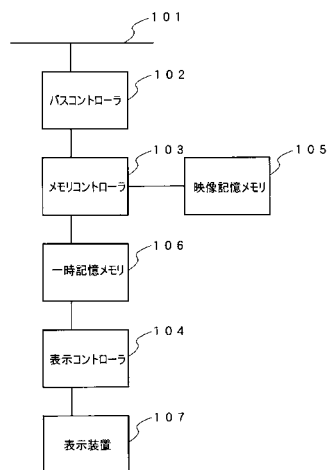 101
102
バスコントローラ
103
105
メモリコントローラ
映像記憶メモリ
106
一時記憶メモリ
104
表示コントローラ
107
表示装置